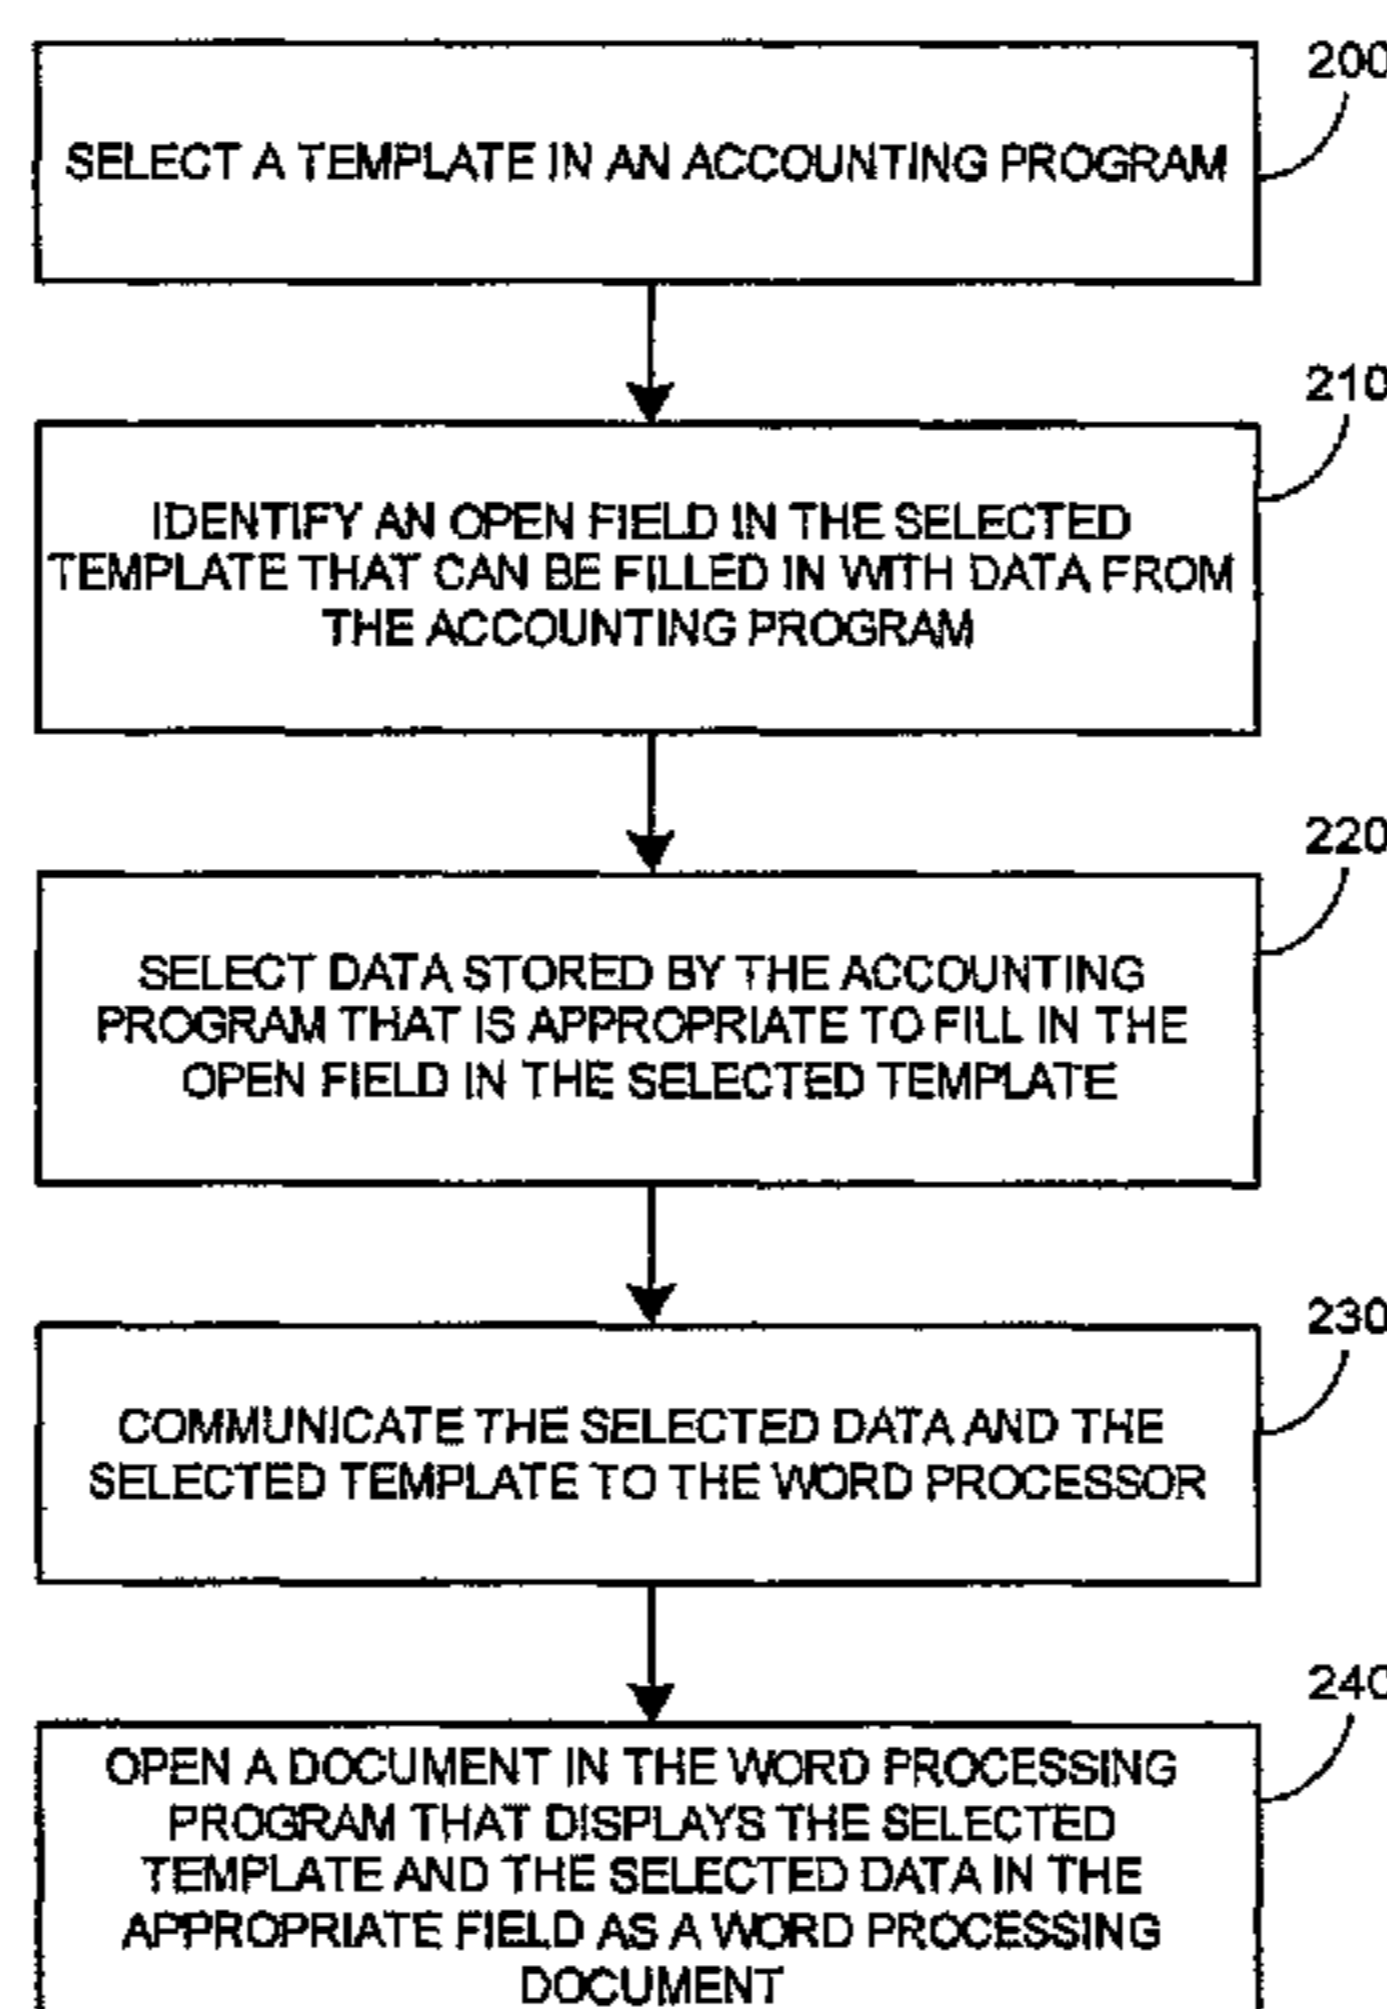 200
SELECT A TEMPLATE IN AN ACCOUNTING PROGRAM
210
IDENTIFY AN OPEN FIELD IN THE SELECTED
TEMPLATE THAT CAN BE FILLED IN WITH DATA FROM
THE ACCOUNTING PROGRAM
220
SELECT DATA STORED BY THE ACCOUNTING
PROGRAM THAT IS APPROPRIATE TO FILL IN THE
OPEN FIELD IN THE SELECTED TEMPLATE
230
COMMUNICATE THE SELECTED DATA AND THE
SELECTED TEMPLATE TO THE WORD PROCESSOR
240
OPEN A DOCUMENT IN THE WORD PROCESSING
PROGRAM THAT DISPLAYS THE SELECTED
TEMPLATE AND THE SELECTED DATA IN THE
APPROPRIATE FIELD AS A WORD PROCESSING
DOCUMENT